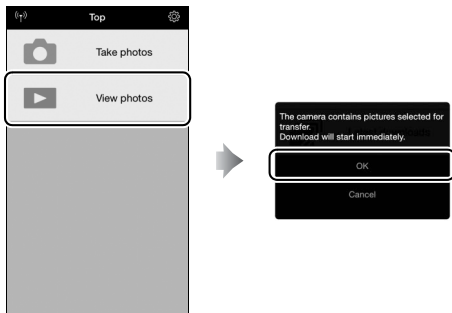 Top
Take photos
View photos
The camera contains pictures selected for
transfer.
Download will start immediately.
OK
Cancel